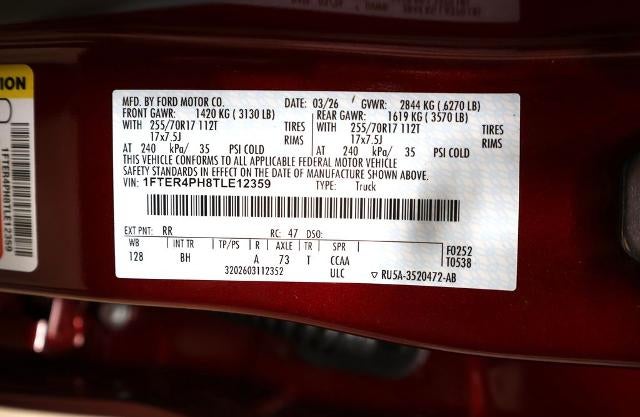 MFD. BY FORD MOTOR CO. DATE: 03/26 GVWR: 2844 KG ( 6270 LB)
FRONT GAWR: 1420 KG ( 3130 LB) REAR GAWR: 1619 KG ( 3570 LB)
WITH 255/70R17 112T TIRES WITH 255/70R17 112T TIRES
17x7.5J RIMS 17x7.5J RIMS
AT 240 kPa/ 35 PSI COLD AT 240 kPa/ 35 PSI COLD
THIS VEHICLE CONFORMS TO ALL APPLICABLE FEDERAL MOTOR VEHICLE
SAFETY STANDARDS IN EFFECT ON THE DATE OF MANUFACTURE SHOWN ABOVE.
VIN: 1FTER4PH8TLE12359 TYPE: Truck
EXT PNT: RR RC: 47 DSO:
WB INT TR TP/PS R AXLE TR SPR F0252
128 BH A 73 T CCAA T0538
3202603112352 ULC ▽ RU5A-3520472-AB
1FTER4PH8TLE12359